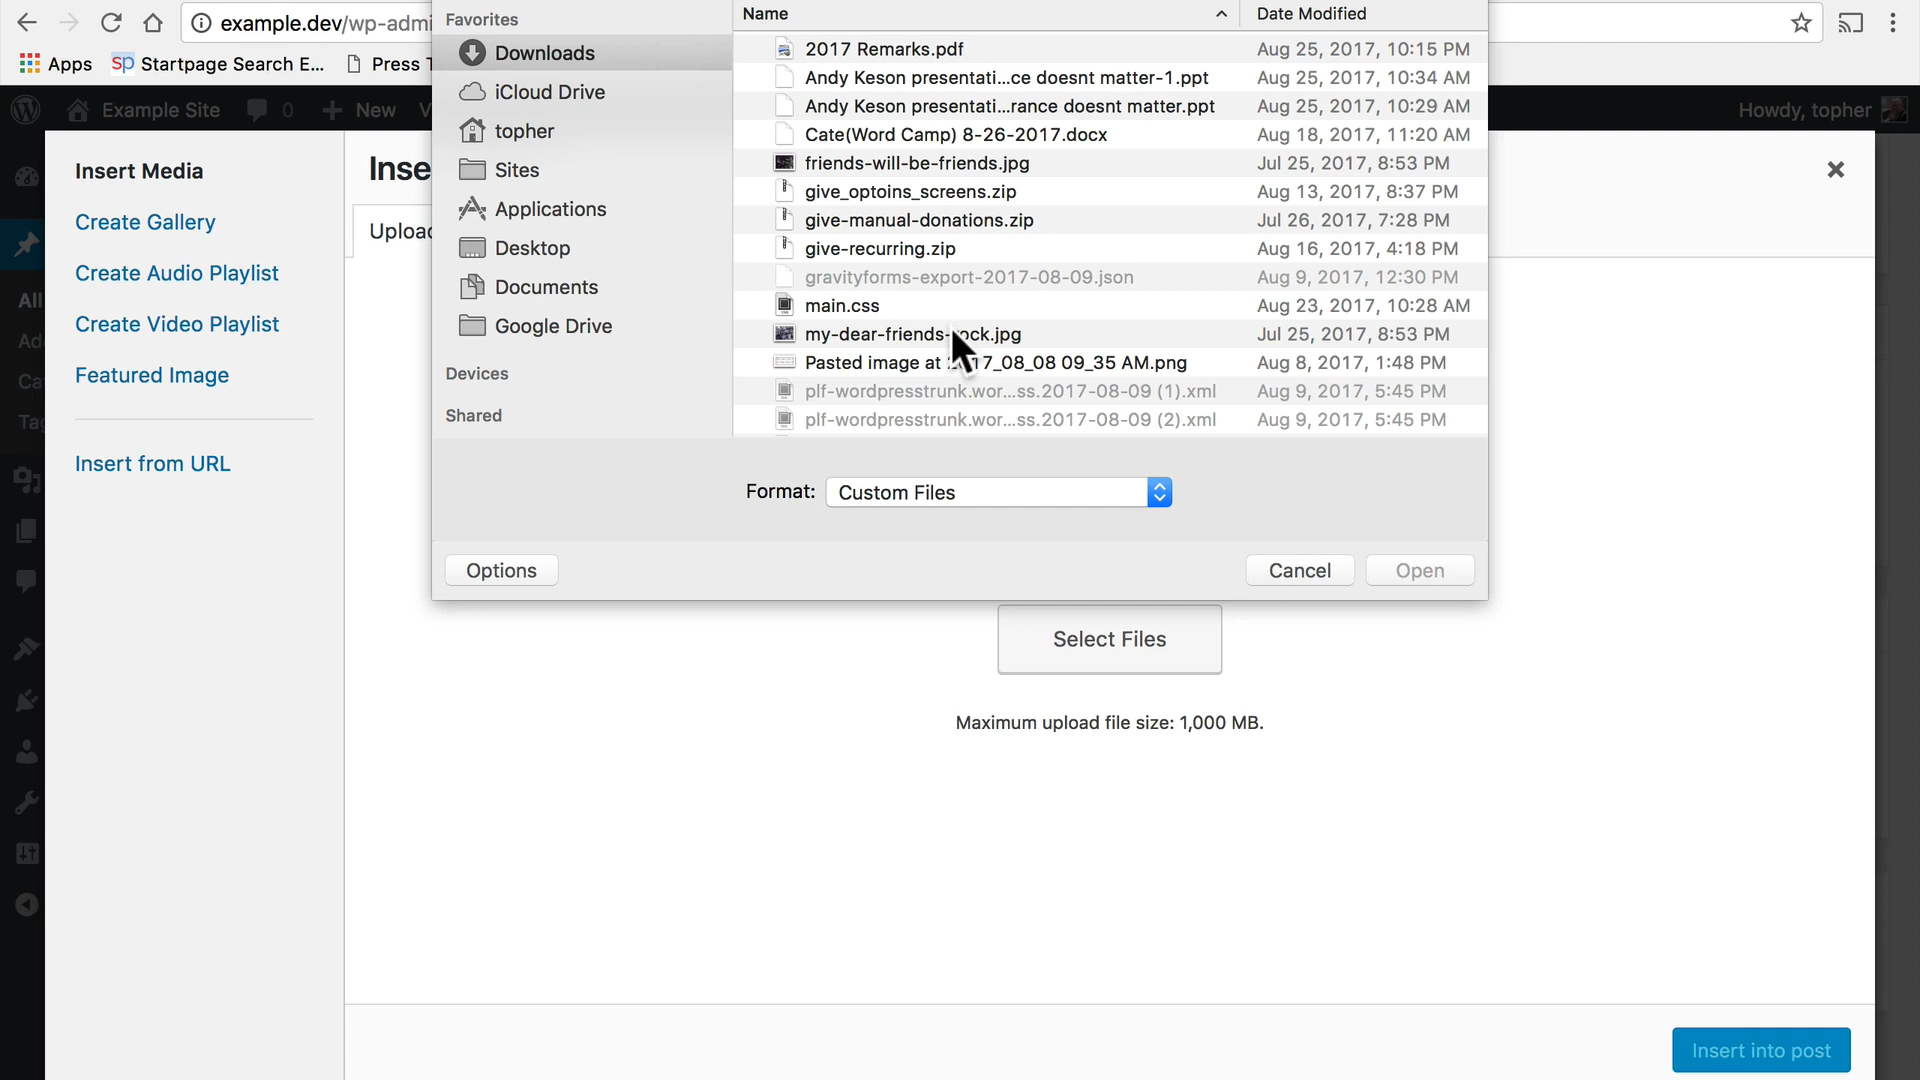 example.dev/wp-admi
Apps
sp Startpage Search E...
Press T
Example Site
0
New
V
Howdy, topher
All
Ad
Ca
Tag
Insert Media
Create Gallery
Create Audio Playlist
Create Video Playlist
Featured Image
Insert from URL
Inse
Upload
Favorites
Downloads
iCloud Drive
topher
Sites
Applications
Desktop
Documents
Google Drive
Devices
Shared
Name
Date Modified
2017 Remarks.pdf Aug 25, 2017, 10:15 PM
Andy Keson presentati...ce doesnt matter-1.ppt Aug 25, 2017, 10:34 AM
Andy Keson presentati...rance doesnt matter.ppt Aug 25, 2017, 10:29 AM
Cate(Word Camp) 8-26-2017.docx Aug 18, 2017, 11:20 AM
friends-will-be-friends.jpg Jul 25, 2017, 8:53 PM
give_optoins_screens.zip Aug 13, 2017, 8:37 PM
give-manual-donations.zip Jul 26, 2017, 7:28 PM
give-recurring.zip Aug 16, 2017, 4:18 PM
gravityforms-export-2017-08-09.json Aug 9, 2017, 12:30 PM
main.css Aug 23, 2017, 10:28 AM
my-dear-friends-rock.jpg Jul 25, 2017, 8:53 PM
Pasted image at 2017_08_08 09_35 AM.png Aug 8, 2017, 1:48 PM
plf-wordpresstrunk.wor...ss.2017-08-09 (1).xml Aug 9, 2017, 5:45 PM
plf-wordpresstrunk.wor...ss.2017-08-09 (2).xml Aug 9, 2017, 5:45 PM
Format: Custom Files
Options
Cancel
Open
Select Files
Maximum upload file size: 1,000 MB.
Insert into post